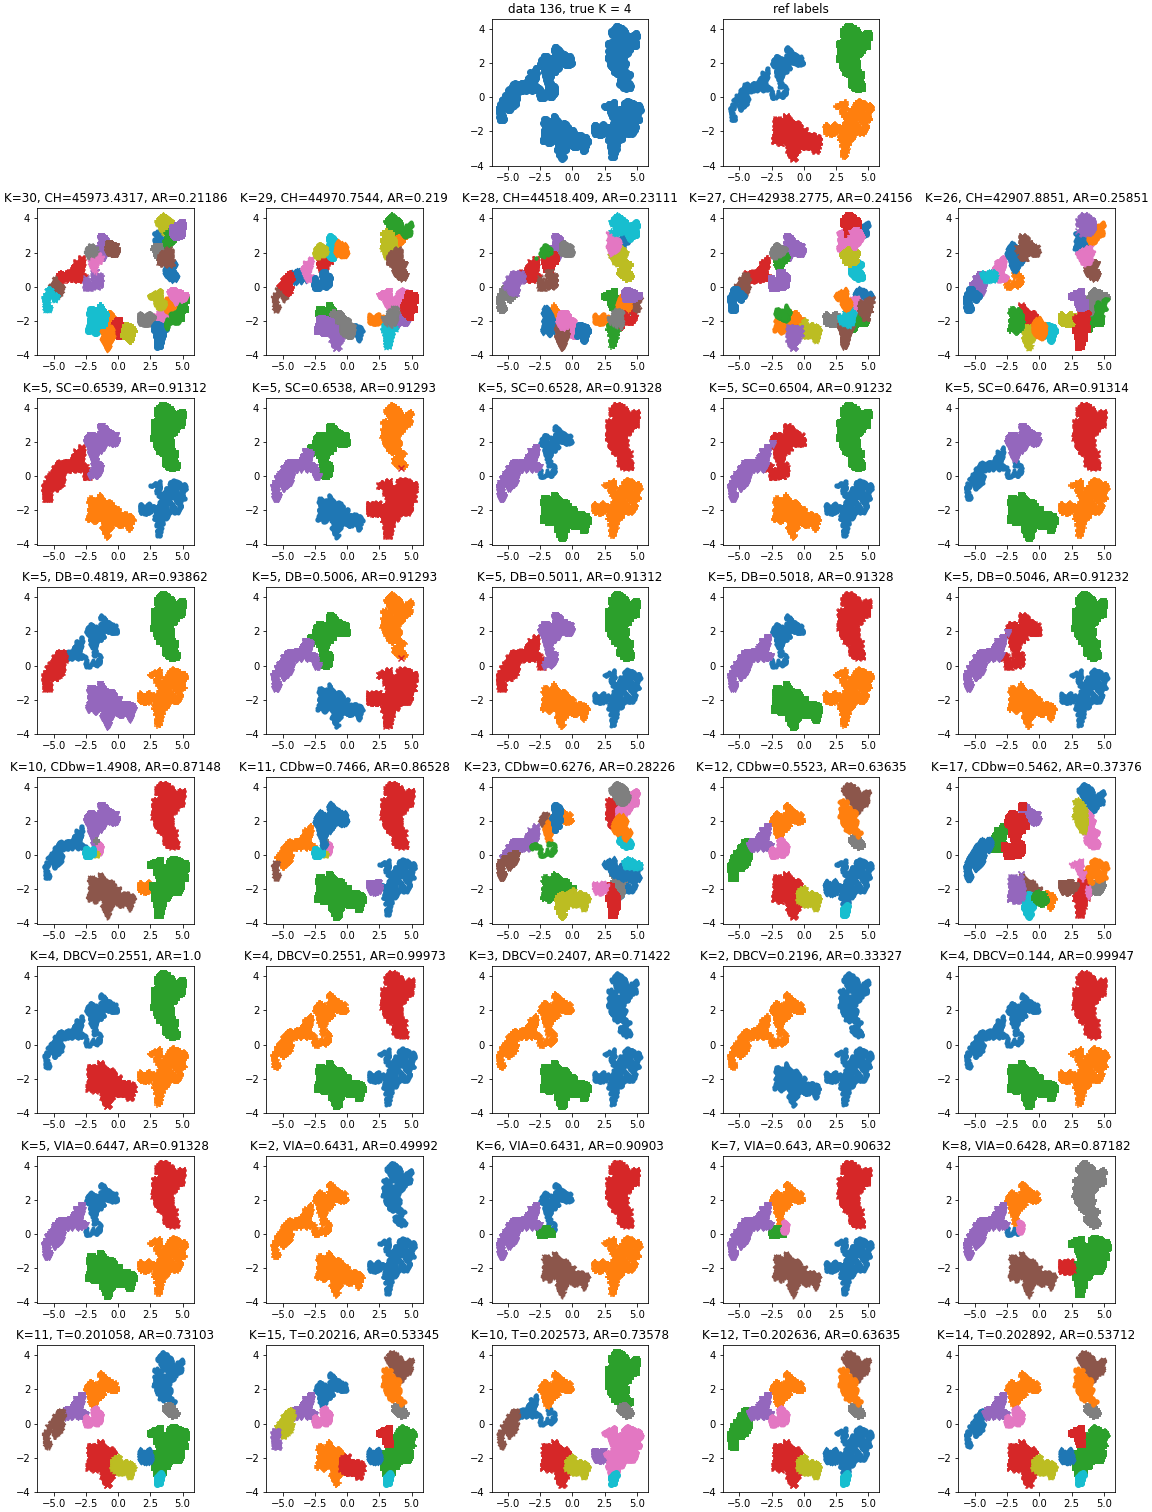 data 136, true K = 4
ref labels
K=30, CH=45973.4317, AR=0.21186
K=29, CH=44970.7544, AR=0.219
K=28, CH=44518.409, AR=0.23111
K=27, CH=42938.2775, AR=0.24156
K=26, CH=42907.8851, AR=0.25851
K=5, SC=0.6539, AR=0.91312
K=5, SC=0.6538, AR=0.91293
K=5, SC=0.6528, AR=0.91328
K=5, SC=0.6504, AR=0.91232
K=5, SC=0.6476, AR=0.91314
K=5, DB=0.4819, AR=0.93862
K=5, DB=0.5006, AR=0.91293
K=5, DB=0.5011, AR=0.91312
K=5, DB=0.5018, AR=0.91328
K=5, DB=0.5046, AR=0.91232
K=10, CDbw=1.4908, AR=0.87148
K=11, CDbw=0.7466, AR=0.86528
K=23, CDbw=0.6276, AR=0.28226
K=12, CDbw=0.5523, AR=0.63635
K=17, CDbw=0.5462, AR=0.37376
K=4, DBCV=0.2551, AR=1.0
K=4, DBCV=0.2551, AR=0.99973
K=3, DBCV=0.2407, AR=0.71422
K=2, DBCV=0.2196, AR=0.33327
K=4, DBCV=0.144, AR=0.99947
K=5, VIA=0.6447, AR=0.91328
K=2, VIA=0.6431, AR=0.49992
K=6, VIA=0.6431, AR=0.90903
K=7, VIA=0.643, AR=0.90632
K=8, VIA=0.6428, AR=0.87182
K=11, T=0.201058, AR=0.73103
K=15, T=0.20216, AR=0.53345
K=10, T=0.202573, AR=0.73578
K=12, T=0.202636, AR=0.63635
K=14, T=0.202892, AR=0.53712